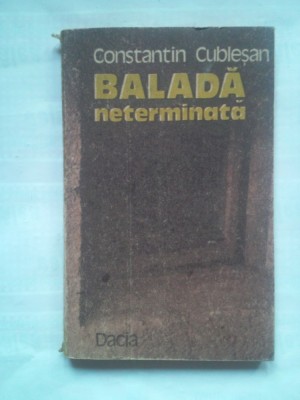 Constantin Cubleșan
BALADĂ
neterminată
Dacia